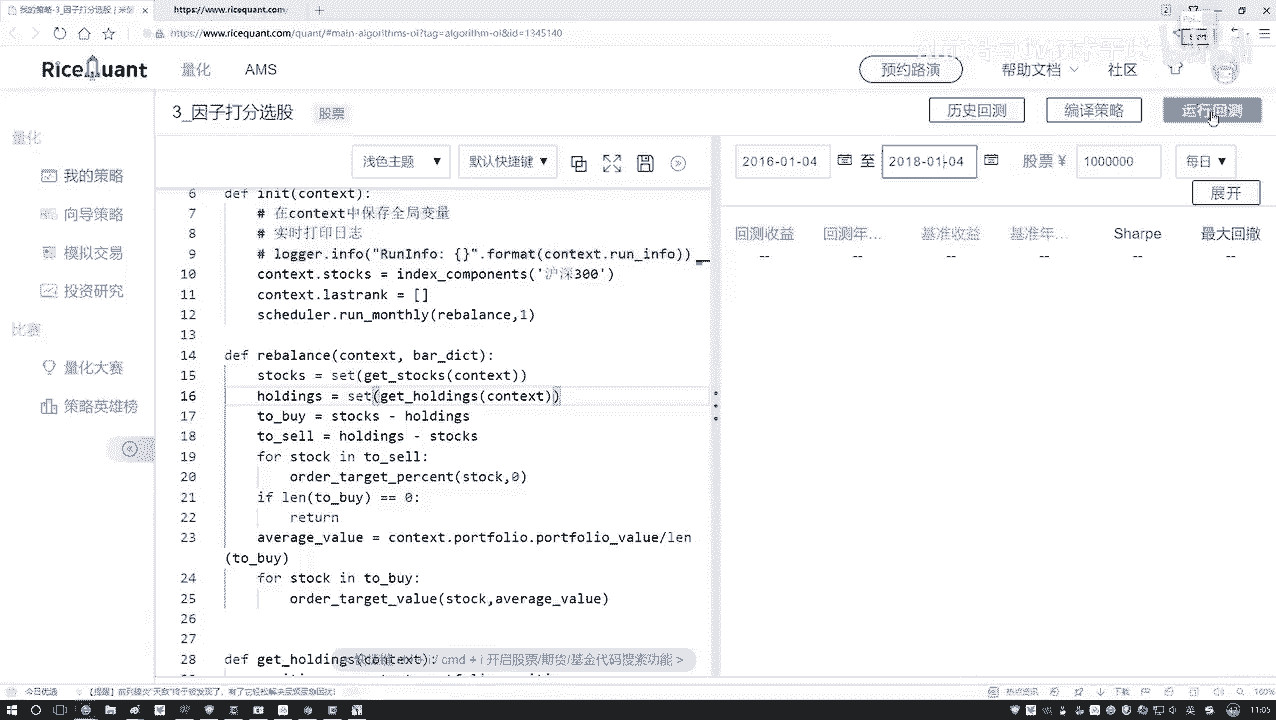 我的策略-3_因子打分选股 | 米筐
https://www.ricequant.com/
https://www.ricequant.com/quant/#main-algorithms-oi?tag=algorithm-oi&id=1345140
RiceQuant
量化
AMS
预约路演
帮助文档
社区
3_因子打分选股
股票
历史回测
编译策略
运行回测
量化
我的策略
向导策略
模拟交易
投资研究
比赛
量化大赛
策略英雄榜
浅色主题
默认快捷键
2016-01-04
至
2018-01-04
股票 ¥
1000000
每日
展开
回测收益
回测年...
基准收益
基准年...
Sharpe
最大回撤
--
--
--
--
--
--
6 def init(context):
7 # 在context中保存全局变量
8 # 实时打印日志
9 # logger.info("RunInfo: {}".format(context.run_info))
10 context.stocks = index_components('沪深300')
11 context.lastrank = []
12 scheduler.run_monthly(rebalance,1)
13
14 def rebalance(context, bar_dict):
15 stocks = set(get_stocks(context))
16 holdings = set(get_holdings(context))
17 to_buy = stocks - holdings
18 to_sell = holdings - stocks
19 for stock in to_sell:
20 order_target_percent(stock,0)
21 if len(to_buy) == 0:
22 return
23 average_value = context.portfolio.portfolio_value/len
(to_buy)
24 for stock in to_buy:
25 order_target_value(stock,average_value)
26
27
28 def get_holdings(context):
+ i 开启股票/期货/基金代码搜索功能 >
今日优选
下载
100%
11:05